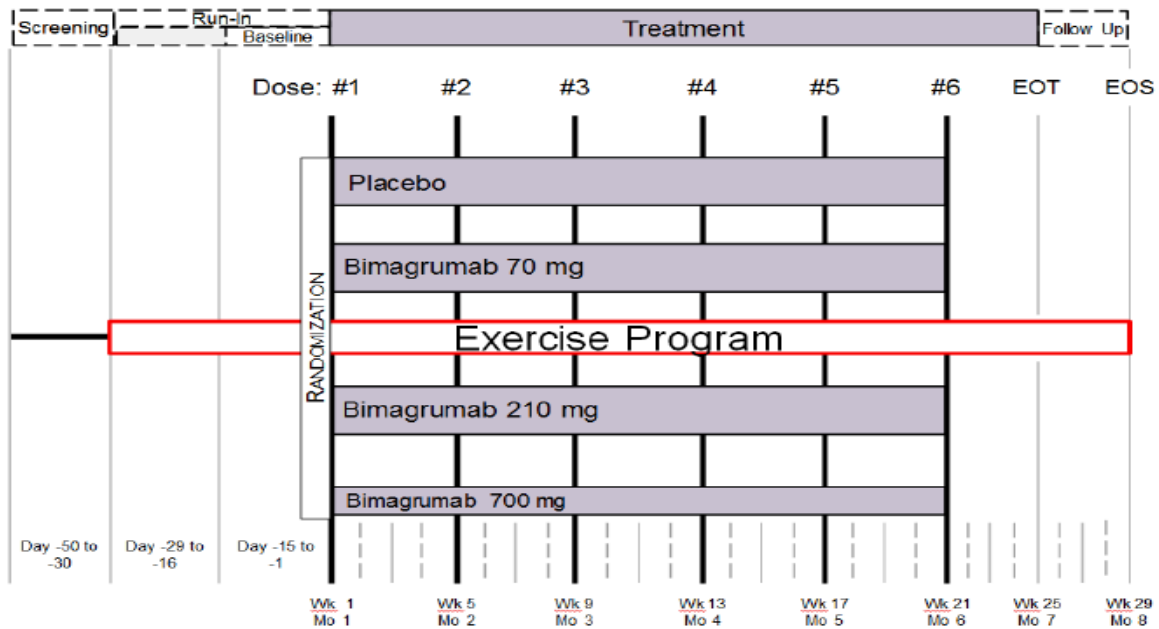 Screening
Run-In
Baseline
Treatment
Follow Up
Dose: #1 #2 #3 #4 #5 #6 EOT EOS
RANDOMIZATION
Placebo
Bimagrumab 70 mg
Exercise Program
Bimagrumab 210 mg
Bimagrumab 700 mg
Day -50 to
-30
Day -29 to
-16
Day -15 to
-1
Wk 1
Mo 1
Wk 5
Mo 2
Wk 9
Mo 3
Wk 13
Mo 4
Wk 17
Mo 5
Wk 21
Mo 6
Wk 25
Mo 7
Wk 29
Mo 8